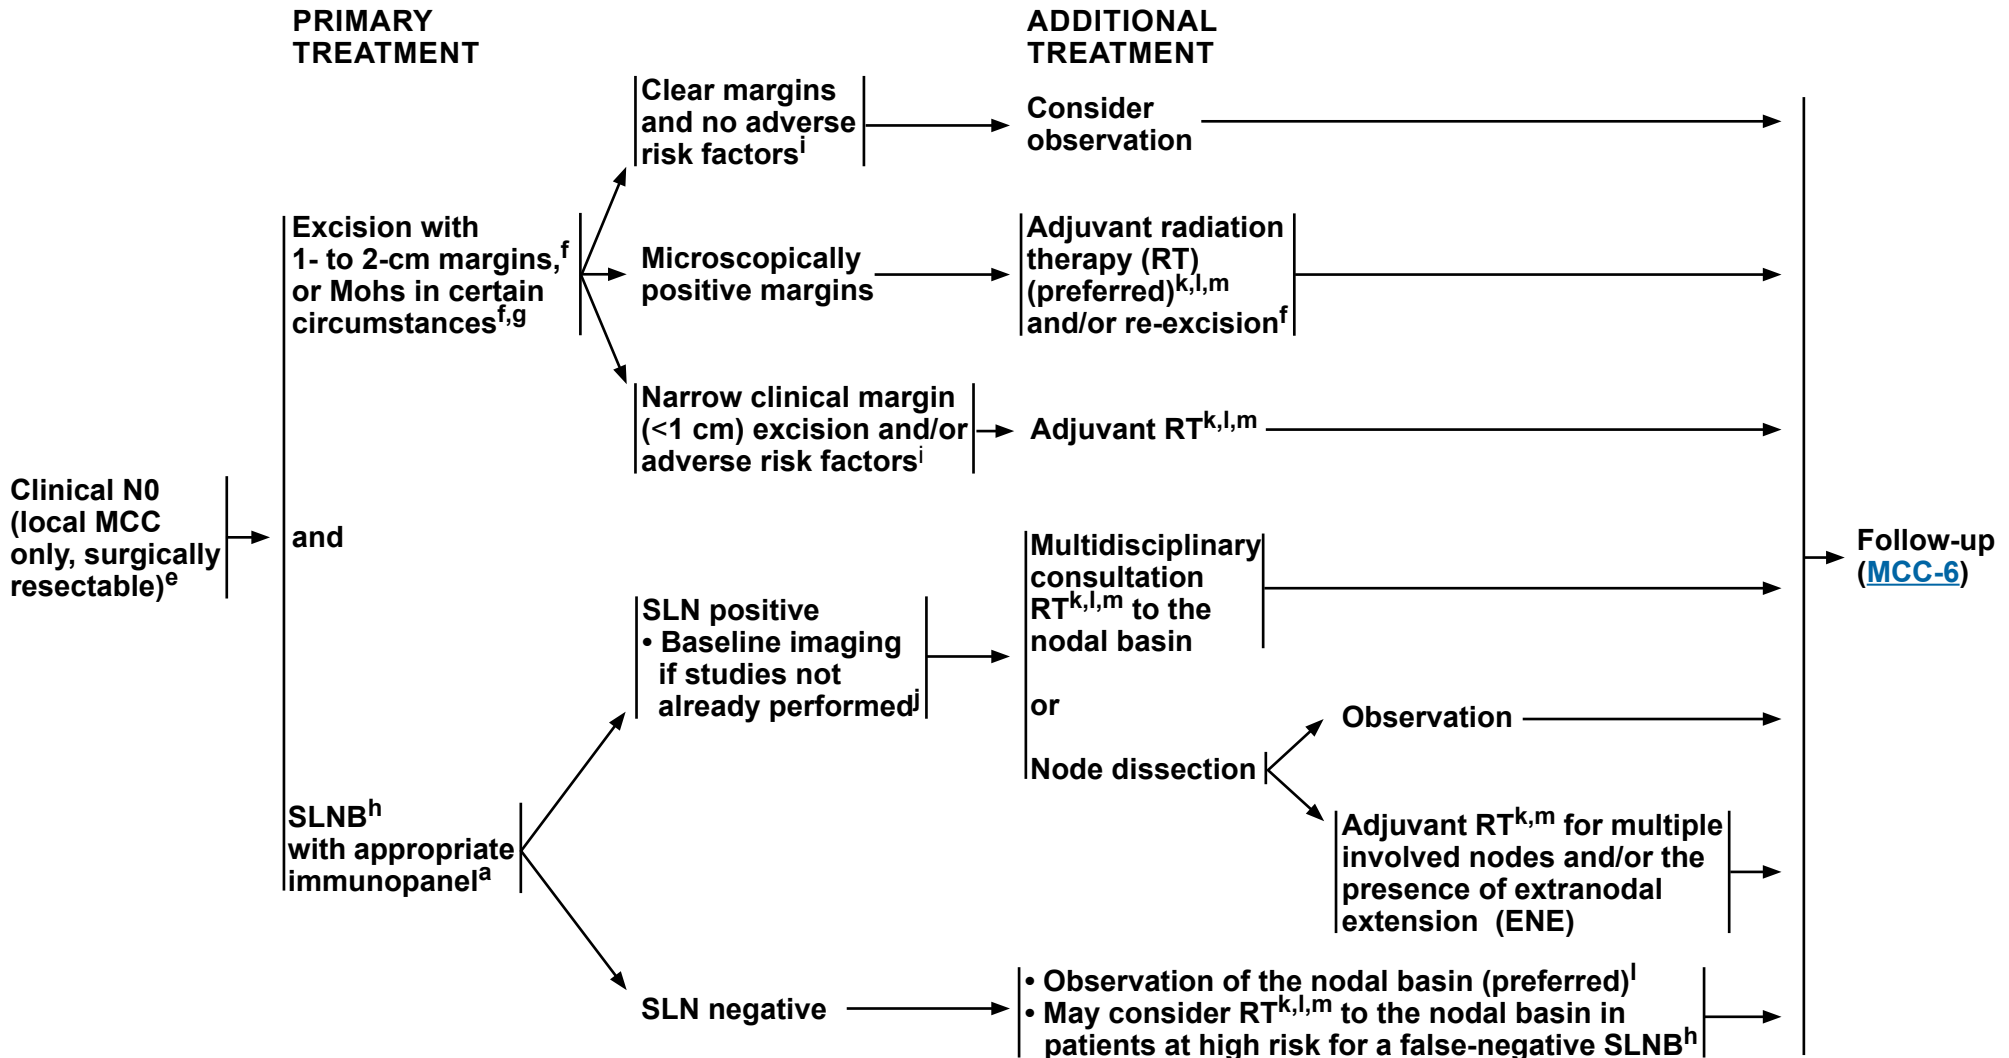 PRIMARY
TREATMENT
ADDITIONAL
TREATMENT
Clinical N0
(local MCC
only, surgically
resectable)e
Excision with
1- to 2-cm margins,f
or Mohs in certain
circumstancesf,g
and
SLNBh
with appropriate
immunopanela
Clear margins
and no adverse
risk factorsi
Consider
observation
Microscopically
positive margins
Adjuvant radiation
therapy (RT)
(preferred)k,l,m
and/or re-excisionf
Narrow clinical margin
(<1 cm) excision and/or
adverse risk factorsi
Adjuvant RTk,l,m
SLN positive
• Baseline imaging
if studies not
already performedj
Multidisciplinary
consultation
RTk,l,m to the
nodal basin
or
Node dissection
Observation
Adjuvant RTk,m for multiple
involved nodes and/or the
presence of extranodal
extension (ENE)
SLN negative
• Observation of the nodal basin (preferred)l
• May consider RTk,l,m to the nodal basin in
patients at high risk for a false-negative SLNBh
Follow-up
(MCC-6)